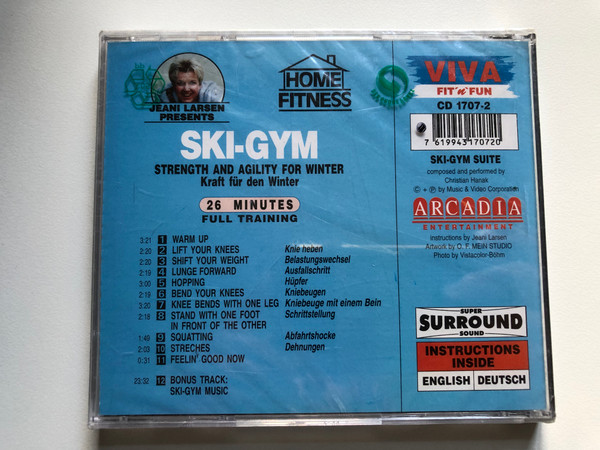 JEANI LARSEN
PRESENTS
HOME
FITNESS
SKI-GYM
STRENGTH AND AGILITY FOR WINTER
Kraft für den Winter
26 MINUTES
FULL TRAINING
3:21 1 WARM UP
2:20 2 LIFT YOUR KNEES Knie heben
2:20 3 SHIFT YOUR WEIGHT Belastungswechsel
2:19 4 LUNGE FORWARD Ausfallschritt
3:05 5 HOPPING Hüpfer
2:19 6 BEND YOUR KNEES Kniebeugen
3:20 7 KNEE BENDS WITH ONE LEG Kniebeuge mit einem Bein
2:18 8 STAND WITH ONE FOOT Schrittstellung
IN FRONT OF THE OTHER
1:49 9 SQUATTING Abfahrtshocke
2:03 10 STRECHES Dehnungen
0:31 11 FEELIN' GOOD NOW
23:32 12 BONUS TRACK:
SKI-GYM MUSIC
VIVA
FIT'n'FUN
CD 1707-2
7 619943 170720
SKI-GYM SUITE
composed and performed by
Christian Hanak
© + ℗ by Music & Video Corporation
ARCADIA
ENTERTAINMENT
instructions by Jeani Larsen
Artwork by O. F. MEIN STUDIO
Photo by Vistacolor-Böhm
SUPER
SURROUND
SOUND
INSTRUCTIONS
INSIDE
ENGLISH DEUTSCH